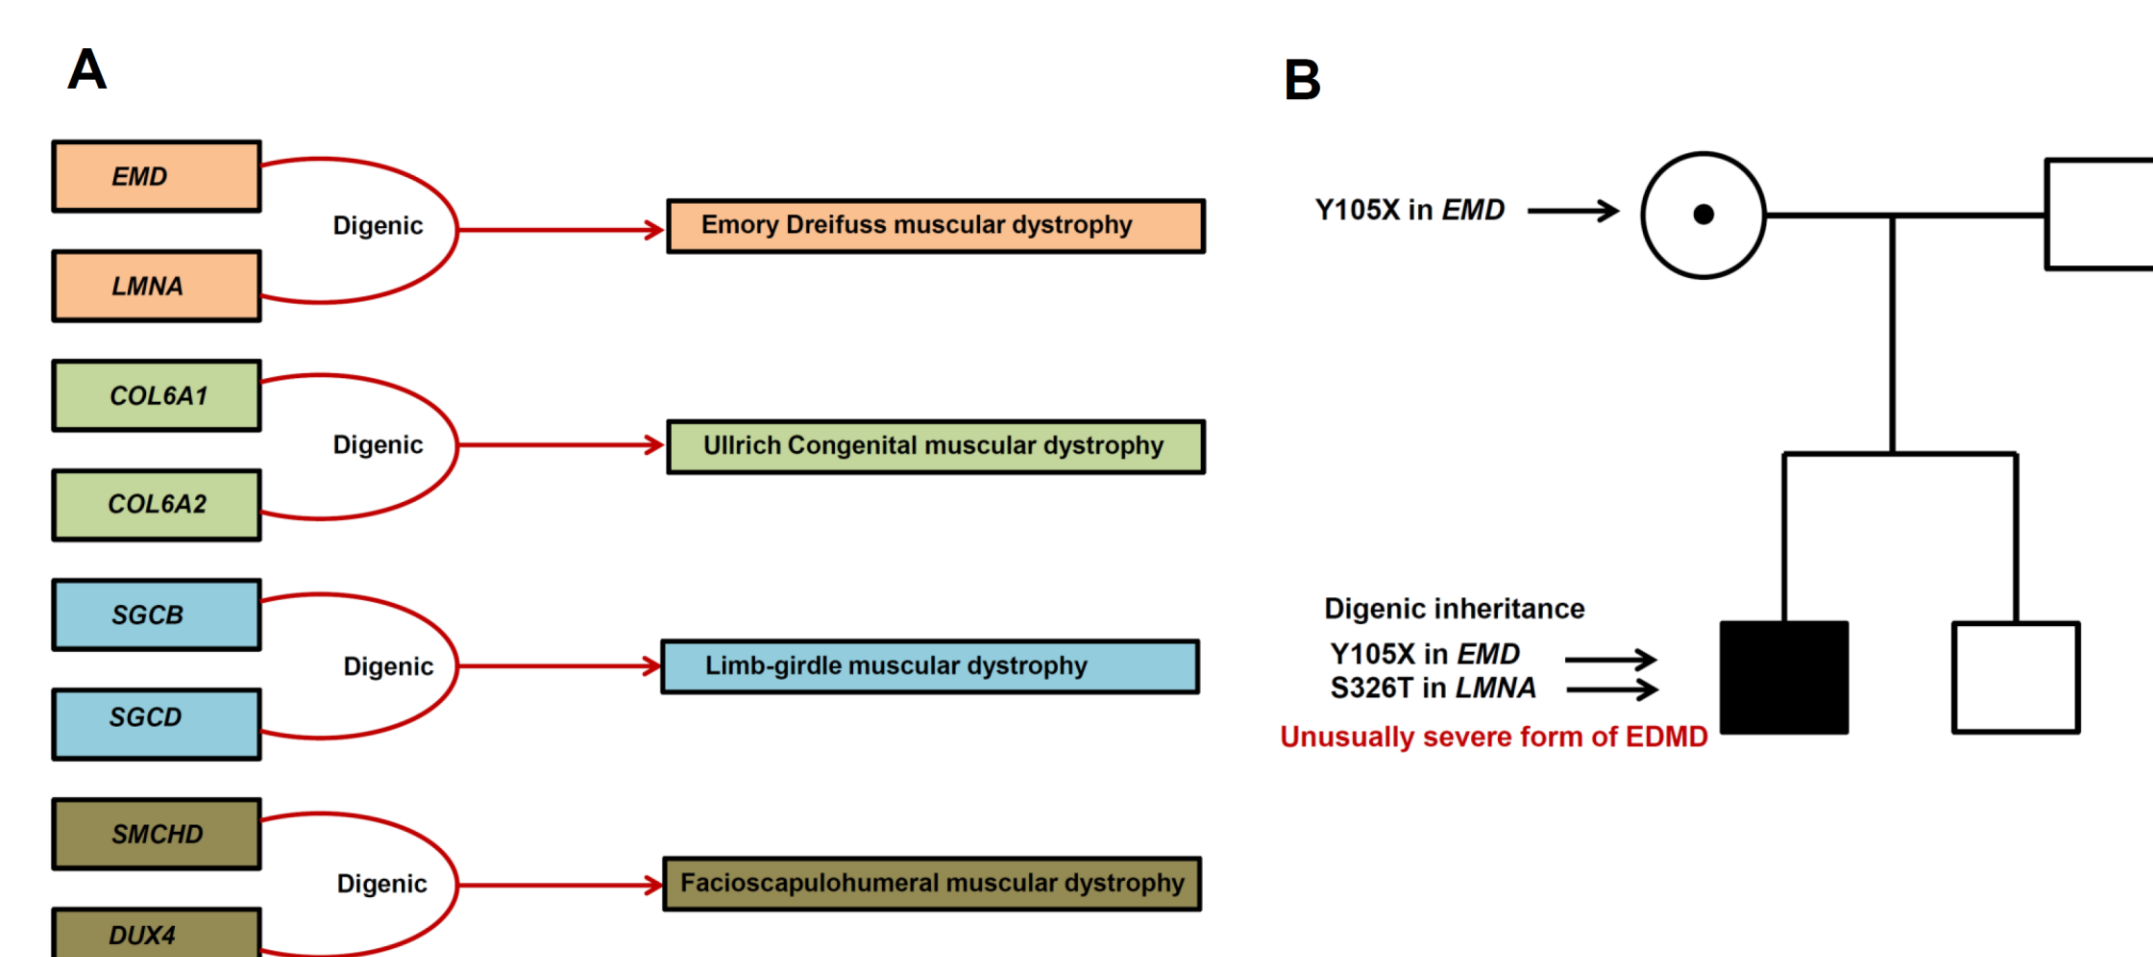 A
EMD
Digenic
Emory Dreifuss muscular dystrophy
LMNA
COL6A1
Digenic
Ullrich Congenital muscular dystrophy
COL6A2
SGCB
Digenic
Limb-girdle muscular dystrophy
SGCD
SMCHD
Digenic
Facioscapulohumeral muscular dystrophy
DUX4
B
Y105X in EMD
Digenic inheritance
Y105X in EMD
S326T in LMNA
Unusually severe form of EDMD